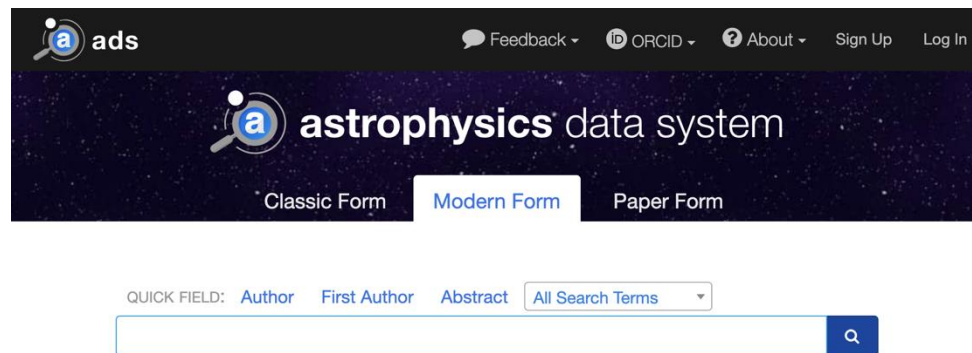 a ads Feedback iD ORCID ? About Sign Up Log In
a astrophysics data system
Classic Form Modern Form Paper Form
QUICK FIELD: Author First Author Abstract All Search Terms